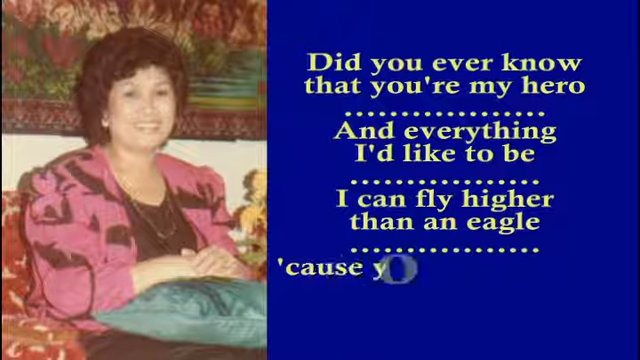 Did you ever know
that you're my hero
..................
And everything
I'd like to be
.................
I can fly higher
than an eagle
.................
'cause yo